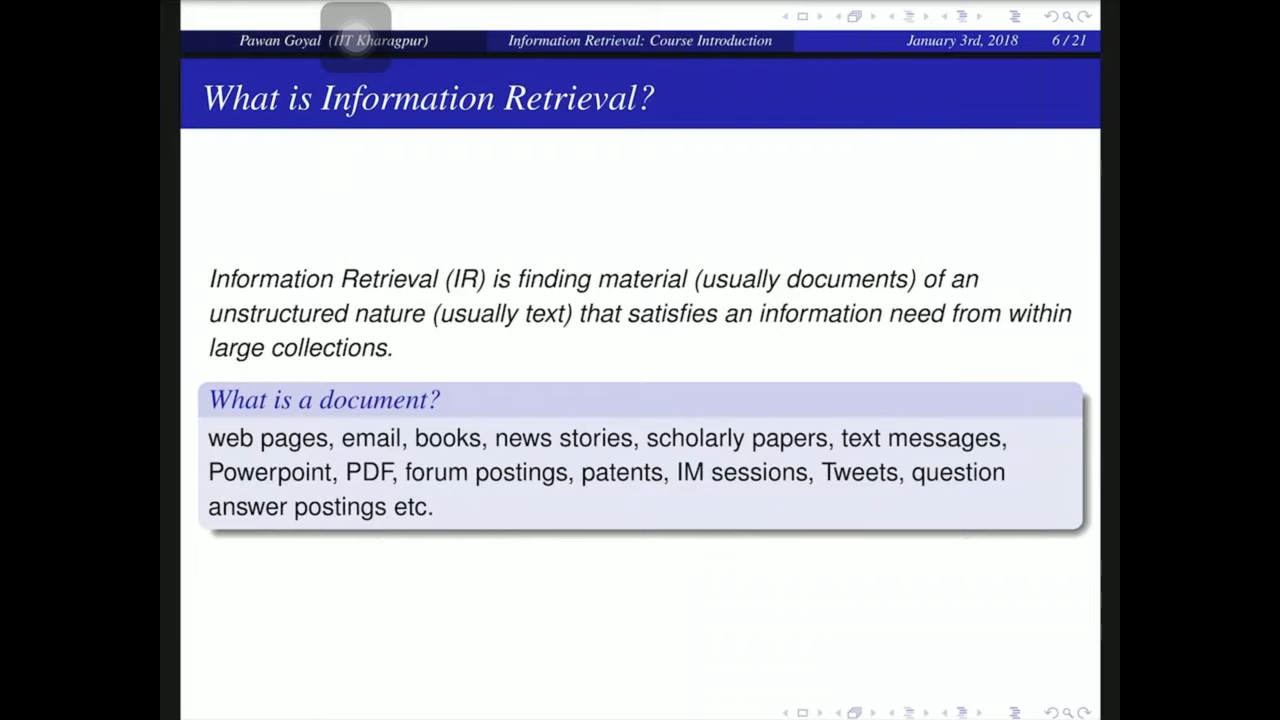 Pawan Goyal (IIT Kharagpur) Information Retrieval: Course Introduction January 3rd, 2018 6 / 21
What is Information Retrieval?
Information Retrieval (IR) is finding material (usually documents) of an
unstructured nature (usually text) that satisfies an information need from within
large collections.
What is a document?
web pages, email, books, news stories, scholarly papers, text messages,
Powerpoint, PDF, forum postings, patents, IM sessions, Tweets, question
answer postings etc.